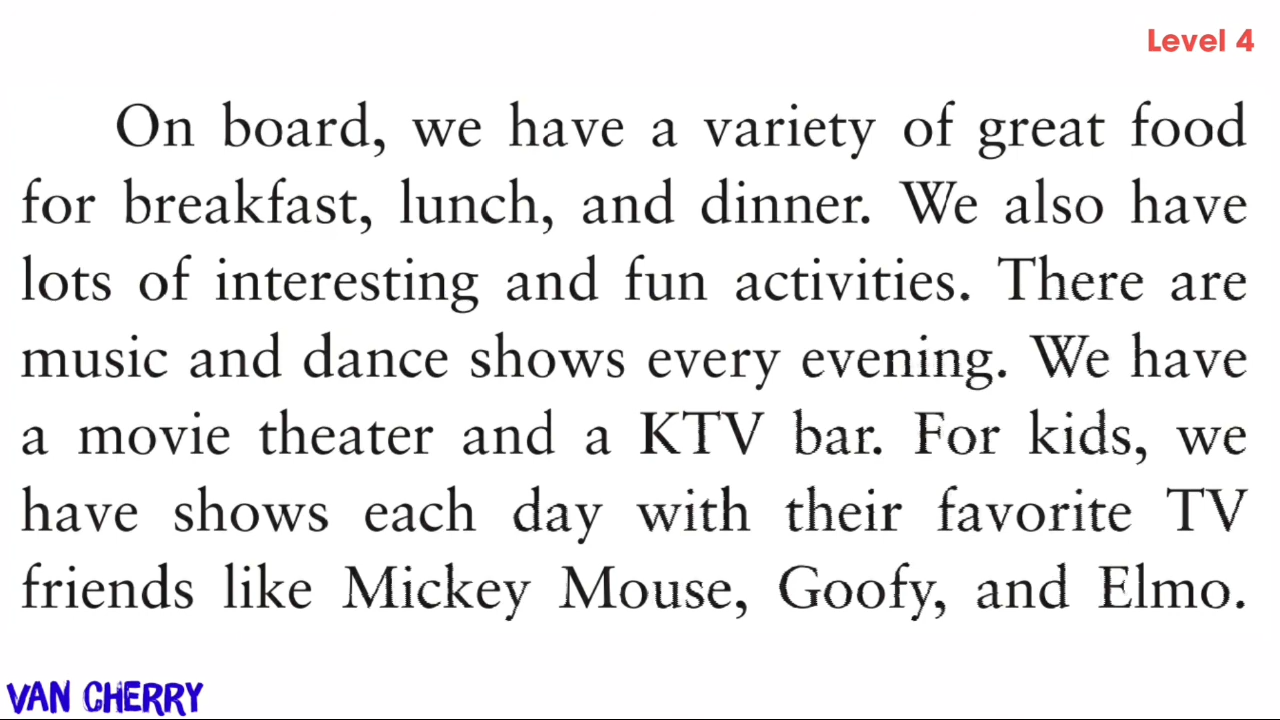 Level 4
On board, we have a variety of great food
for breakfast, lunch, and dinner. We also have
lots of interesting and fun activities. There are
music and dance shows every evening. We have
a movie theater and a KTV bar. For kids, we
have shows each day with their favorite TV
friends like Mickey Mouse, Goofy, and Elmo.
VAN CHERRY